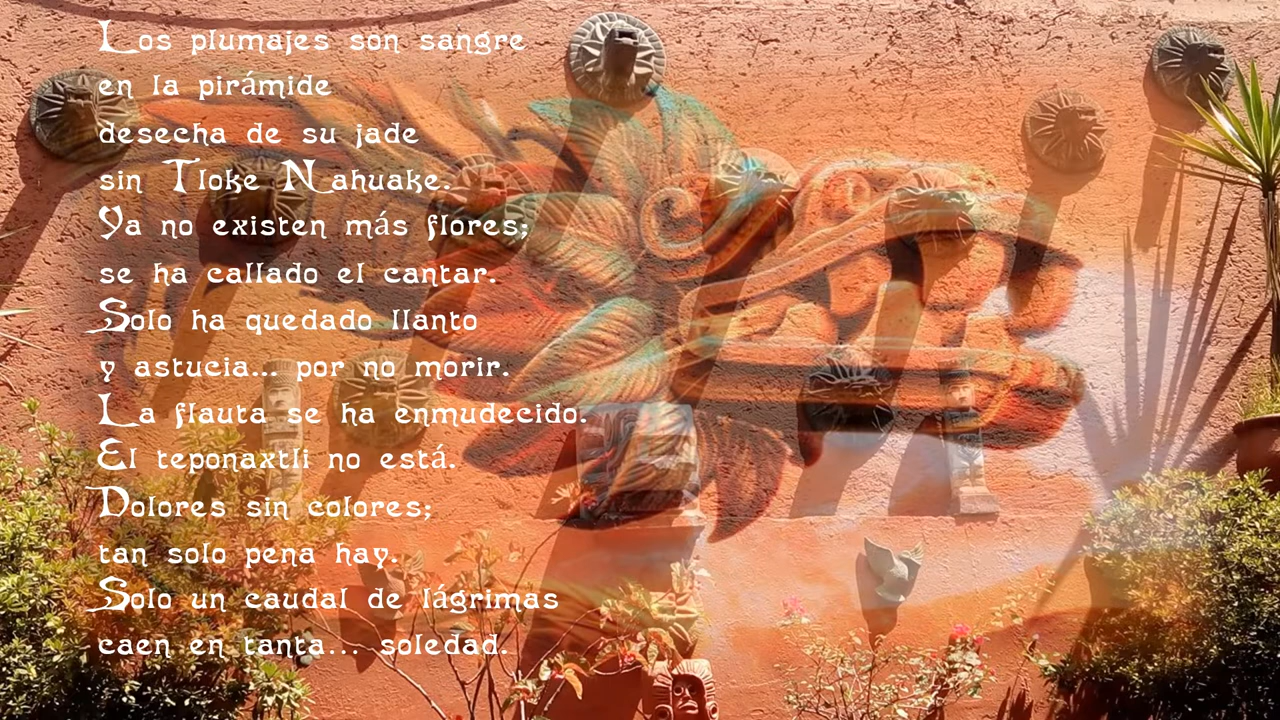 Los plumajes son sangre
en la pirámide
desecha de su jade
sin Tloke Nahuake.
Ya no existen más flores;
se ha callado el cantar.
Solo ha quedado llanto
y astucia... por no morir.
La flauta se ha enmudecido.
El teponaxtli no está.
Dolores sin colores;
tan solo pena hay.
Solo un caudal de lágrimas
caen en tanta... soledad.